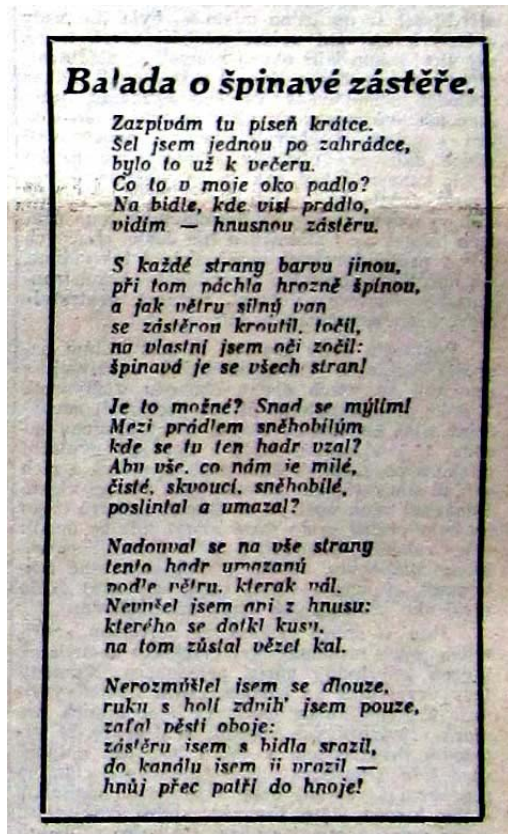 Balada o špinavé zástěře.
Zazpívám tu píseň krátce.
Šel jsem jednou po zahrádce,
bylo to už k večeru.
Co to v moje oko padlo?
Na bidle, kde visí prádlo,
vidím — hnusnou zástěru.
S každé strany barvu jinou,
při tom páchla hrozně špínou,
a jak větru silný van
se zástěrou kroutil, točil,
na vlastní jsem oči zočil:
špinavá je se všech stran!
Je to možné? Snad se mýlím!
Mezi prádlem sněhobílým
kde se tu ten hadr vzal?
Aby vše, co nám je milé,
čisté, skvoucí, sněhobílé,
poslintal a umazal?
Nadouval se na vše strany
tento hadr umazaný
podle větru, kterak vál.
Nevyšel jsem ani z hnusu:
kterého se dotkl kusu,
na tom zůstal vězet kal.
Nerozmýšlel jsem se dlouze,
ruku s holí zdvih' jsem pouze,
zaťal pěsti oboje:
zástěru jsem s bidla srazil,
do kanálu jsem ji vrazil —
hnůj přec patří do hnoje!